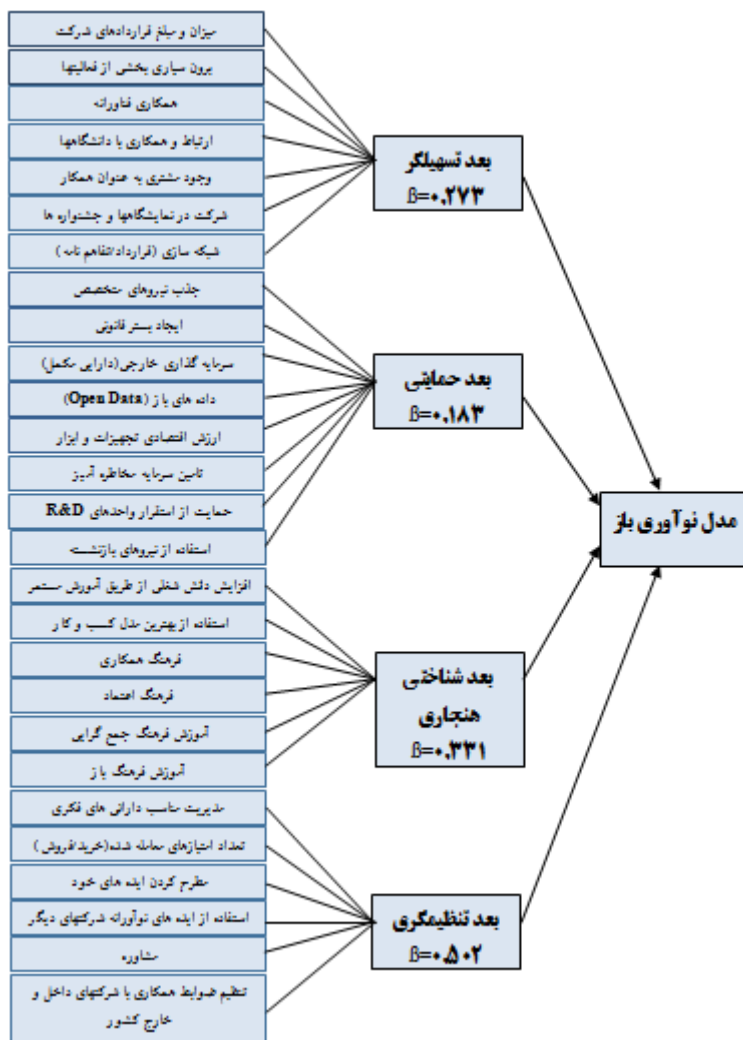 میزان و مبلغ قراردادهای شرکت
برون سپاری بخشی از فعالیتها
همکاری فناورانه
ارتباط و همکاری با دانشگاهها
وجود مشتری به عنوان همکار
شرکت در نمایشگاهها و جشنواره ها
شبکه سازی (قرارداد/تفاهم نامه)
بعد تسهیلگر
ß=۰.۲۷۳
جذب نیروهای متخصص
ایجاد بستر قانونی
سرمایه گذاری خارجی(دارایی مکمل)
داده های باز (Open Data)
ارزش اقتصادی تجهیزات و ابزار
تامین سرمایه مخاطره آمیز
حمایت از استقرار واحدهای R&D
استفاده از نیروهای بازنشسته
بعد حمایتی
ß=۰.۱۸۳
افزایش دانش شغلی از طریق آموزش مستمر
استفاده از بهترین مدل کسب و کار
فرهنگ همکاری
فرهنگ اعتماد
آموزش فرهنگ جمع گرایی
آموزش فرهنگ باز
بعد شناختی
هنجاری
ß=۰.۳۳۱
مدیریت مناسب دارائی های فکری
تعداد امتیازهای معامله شده(خرید/فروش)
مطرح کردن ایده های خود
استفاده از ایده های نوآورانه شرکتهای دیگر
مشاوره
تنظیم ضوابط همکاری با شرکتهای داخل و
خارج کشور
بعد تنظیمگری
ß=۰.۵۰۲
مدل نوآوری باز